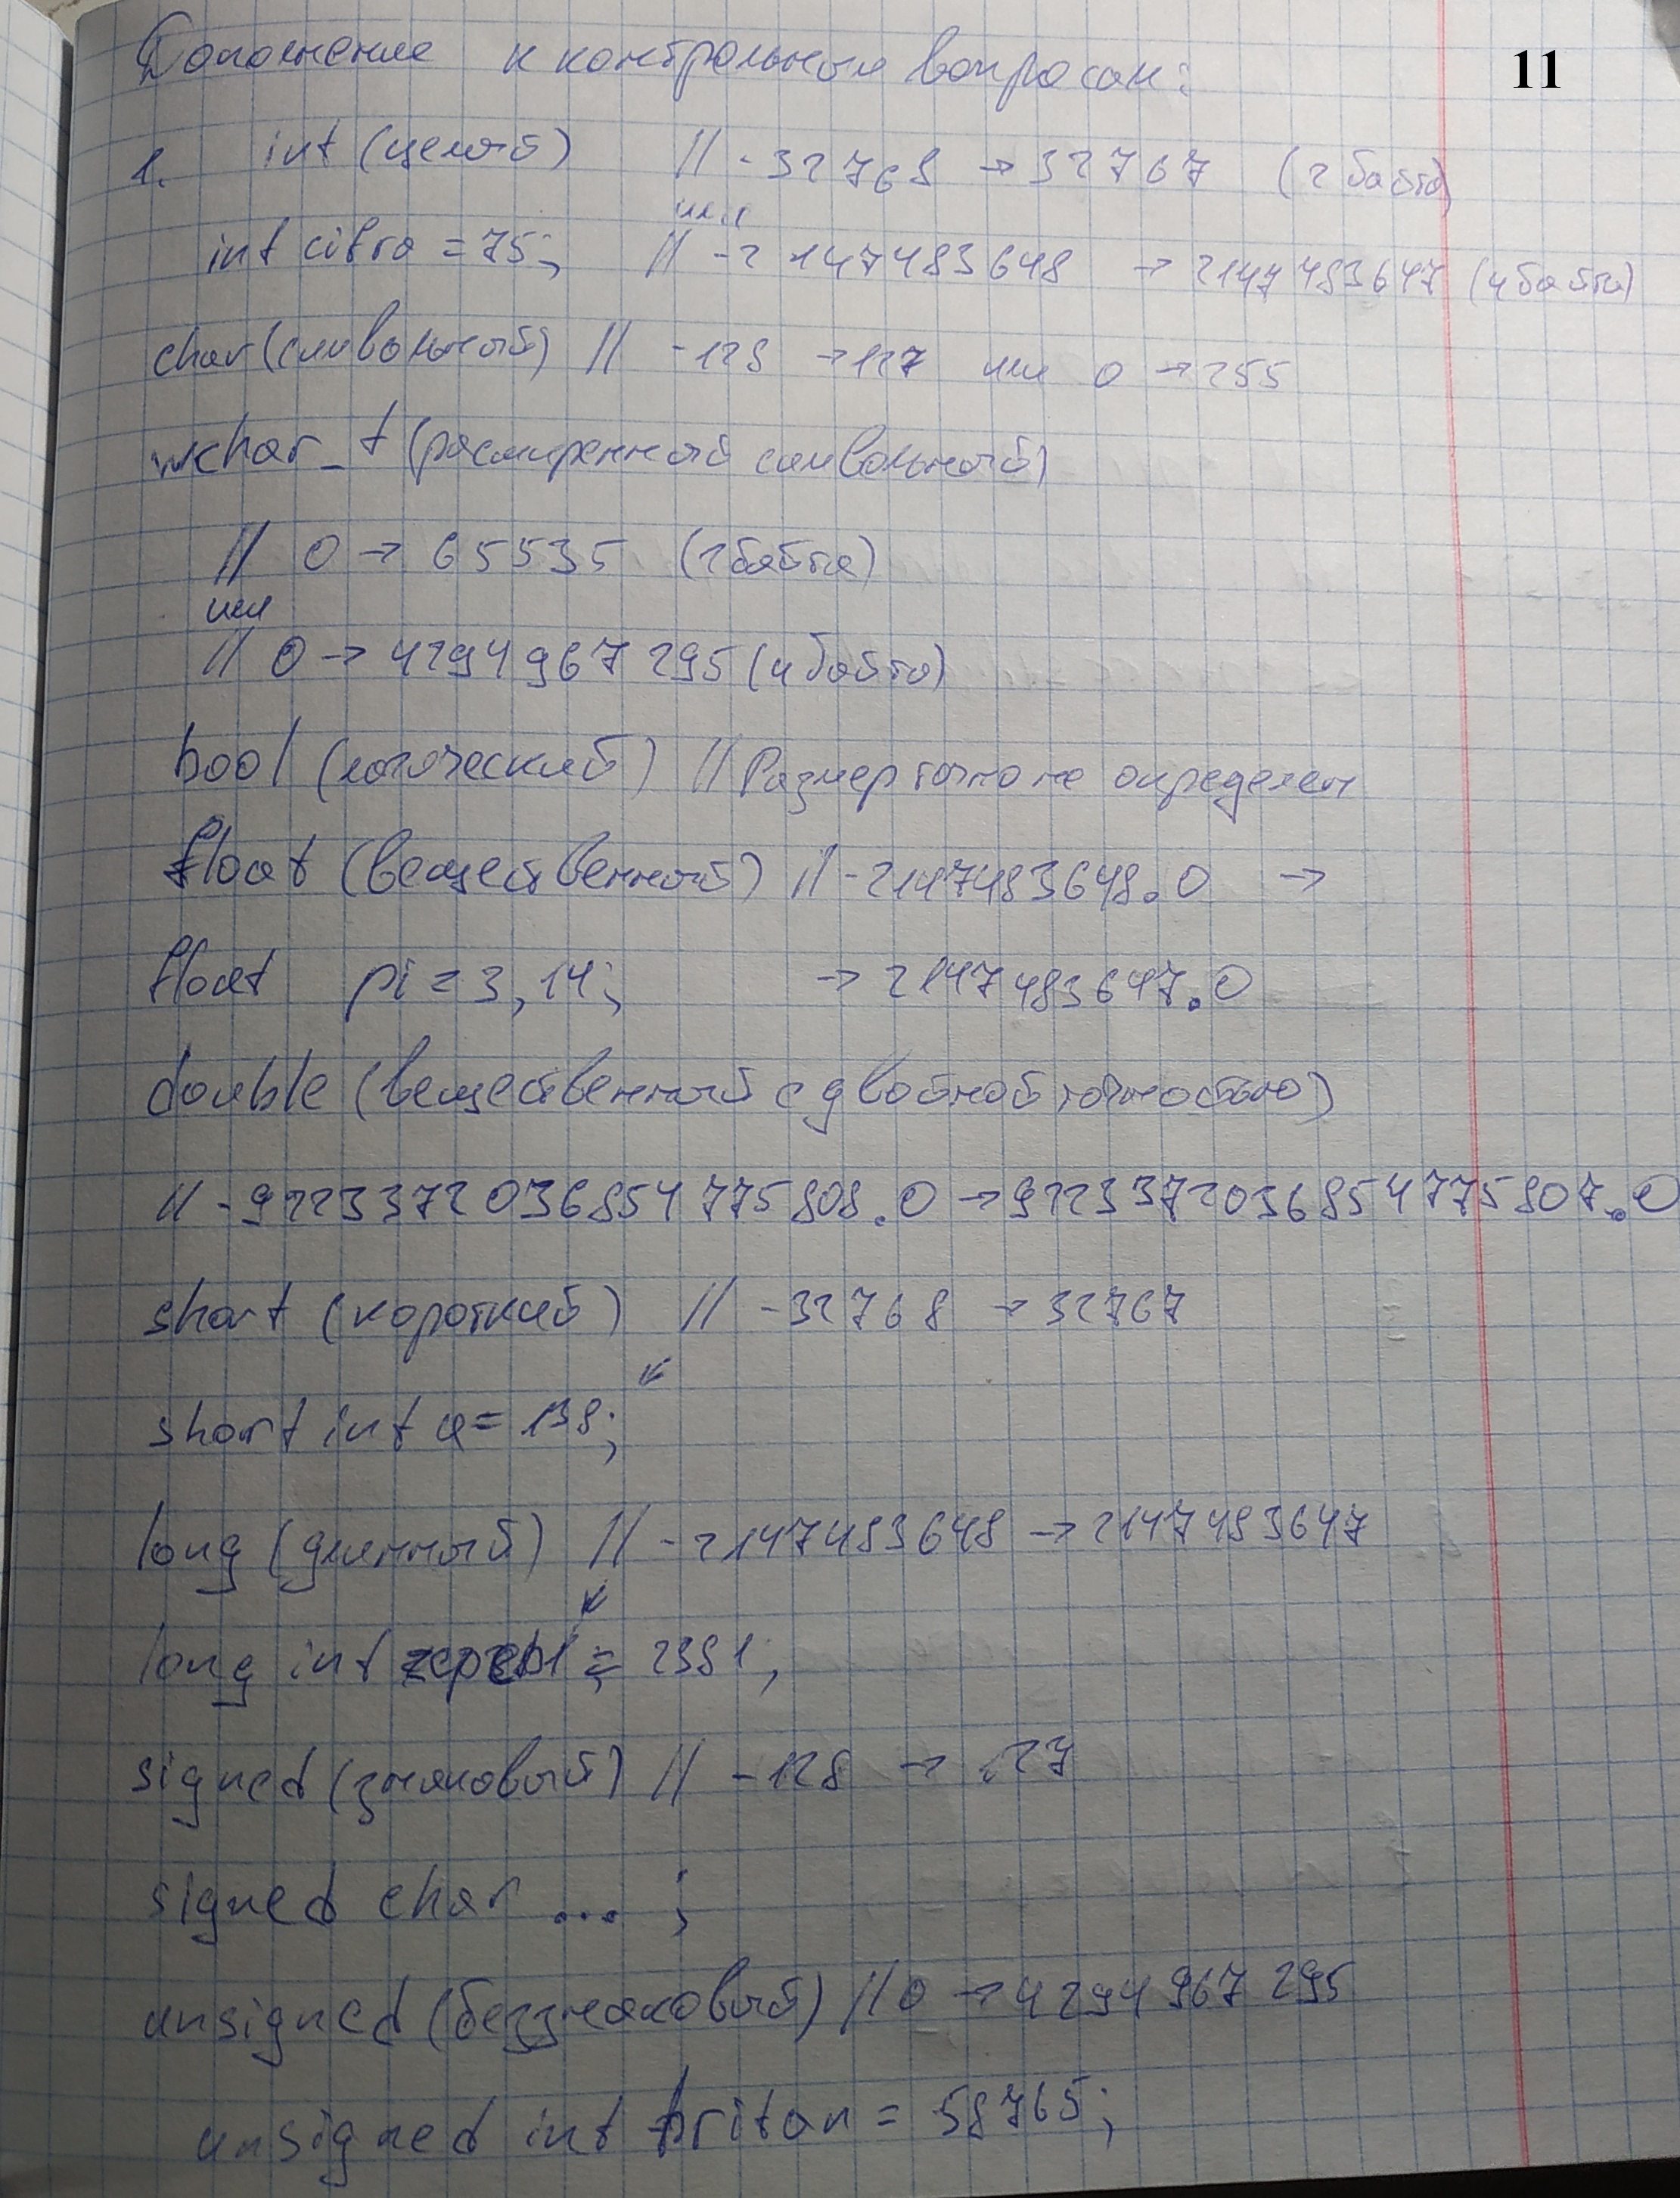 Дополнение к контрольным вопросам:
11
1. int (целый) // -32768 → 32767 (2 байта)
или
int cifra = 75; // -2147483648 → 2147483647 (4 байта)
char (символьный) // -128 → 127 или 0 → 255
wchar_t (расширенный символьный)
// 0 → 65535 (2 байта)
или
// 0 → 4294967295 (4 байта)
bool (логический) // Размер точно не определен
float (вещественный) // -2147483648.0 →
float pi = 3,14; → 2147483647.0
double (вещественный с двойной точностью)
// -9223372036854775808.0 → 9223372036854775807.0
short (короткий) // -32768 → 32767
short int a = 138;
long (длинный) // -2147483648 → 2147483647
long int = 2381;
signed (знаковый) // -128 → 127
signed char ... ;
unsigned (беззнаковый) // 0 → 4294967295
unsigned int britan = 58765;